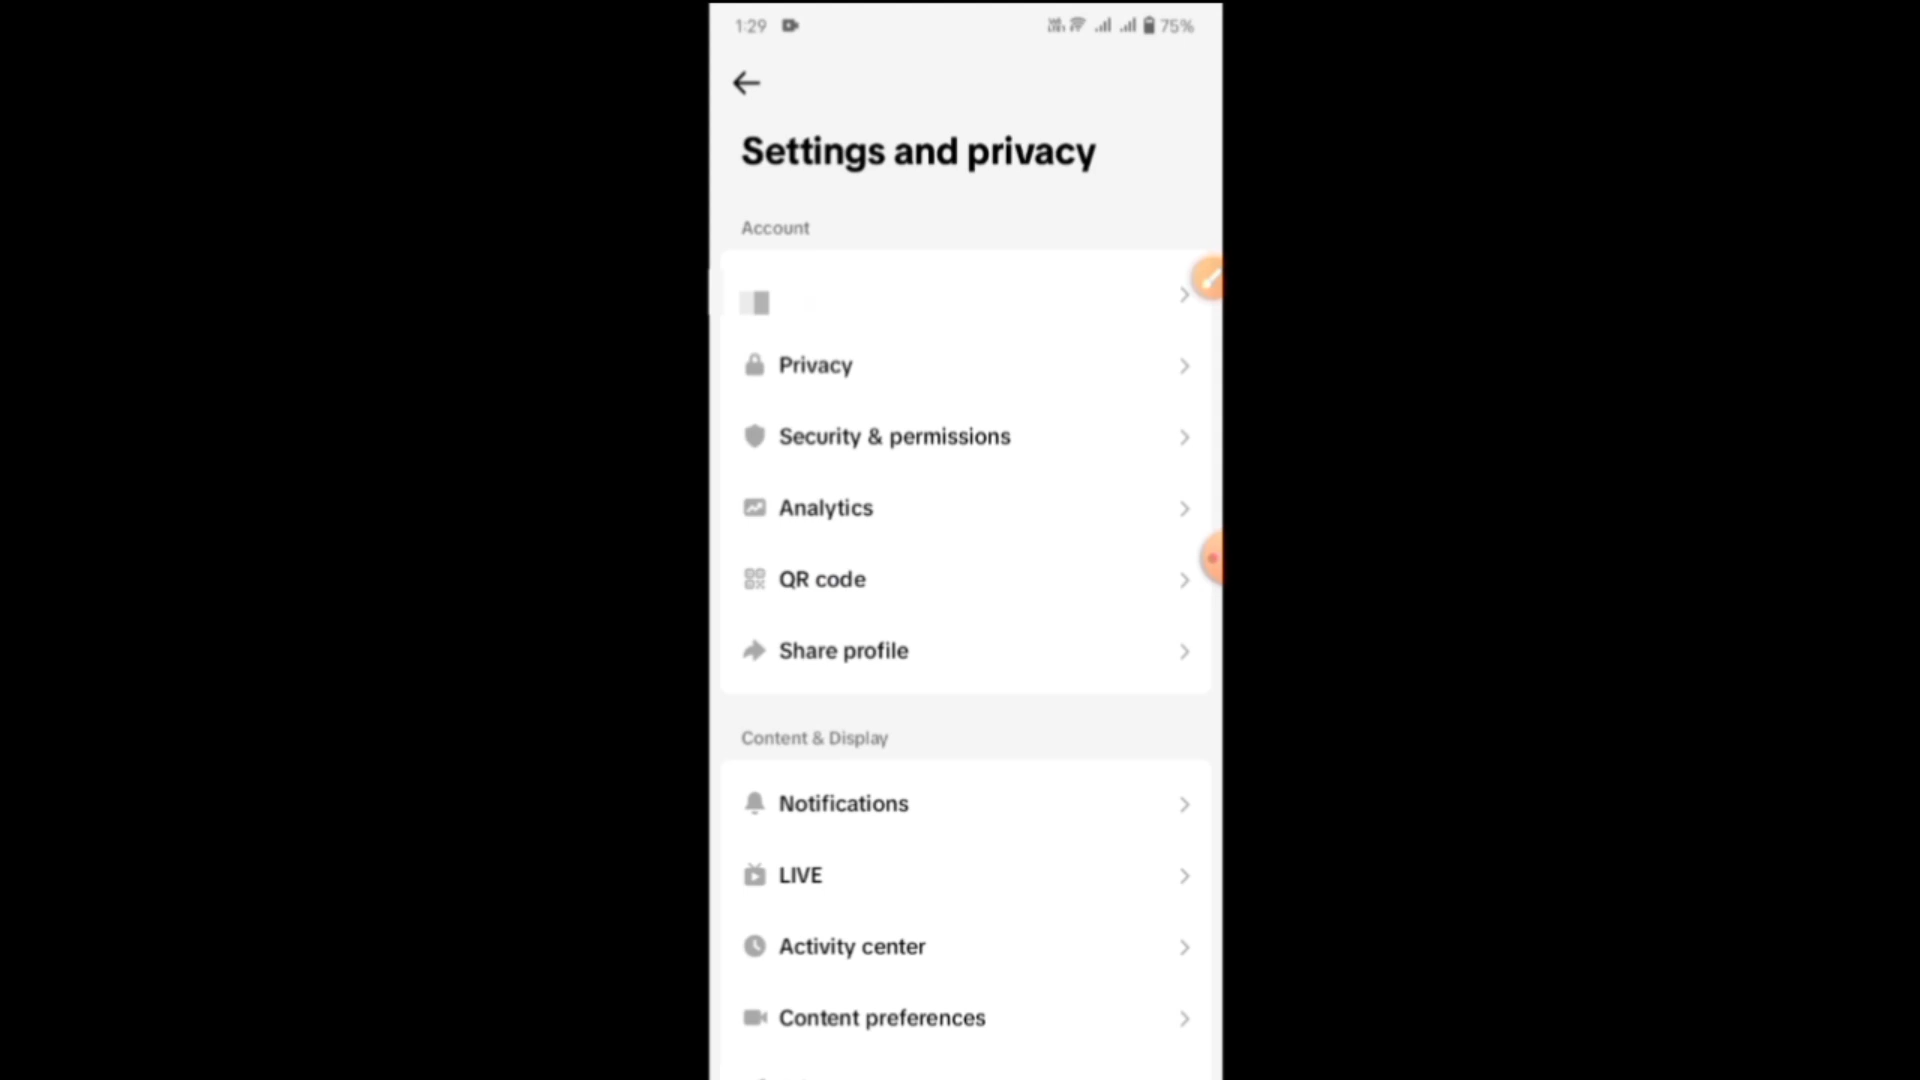 1:29
75%
Settings and privacy
Account
Privacy
Security & permissions
Analytics
QR code
Share profile
Content & Display
Notifications
LIVE
Activity center
Content preferences